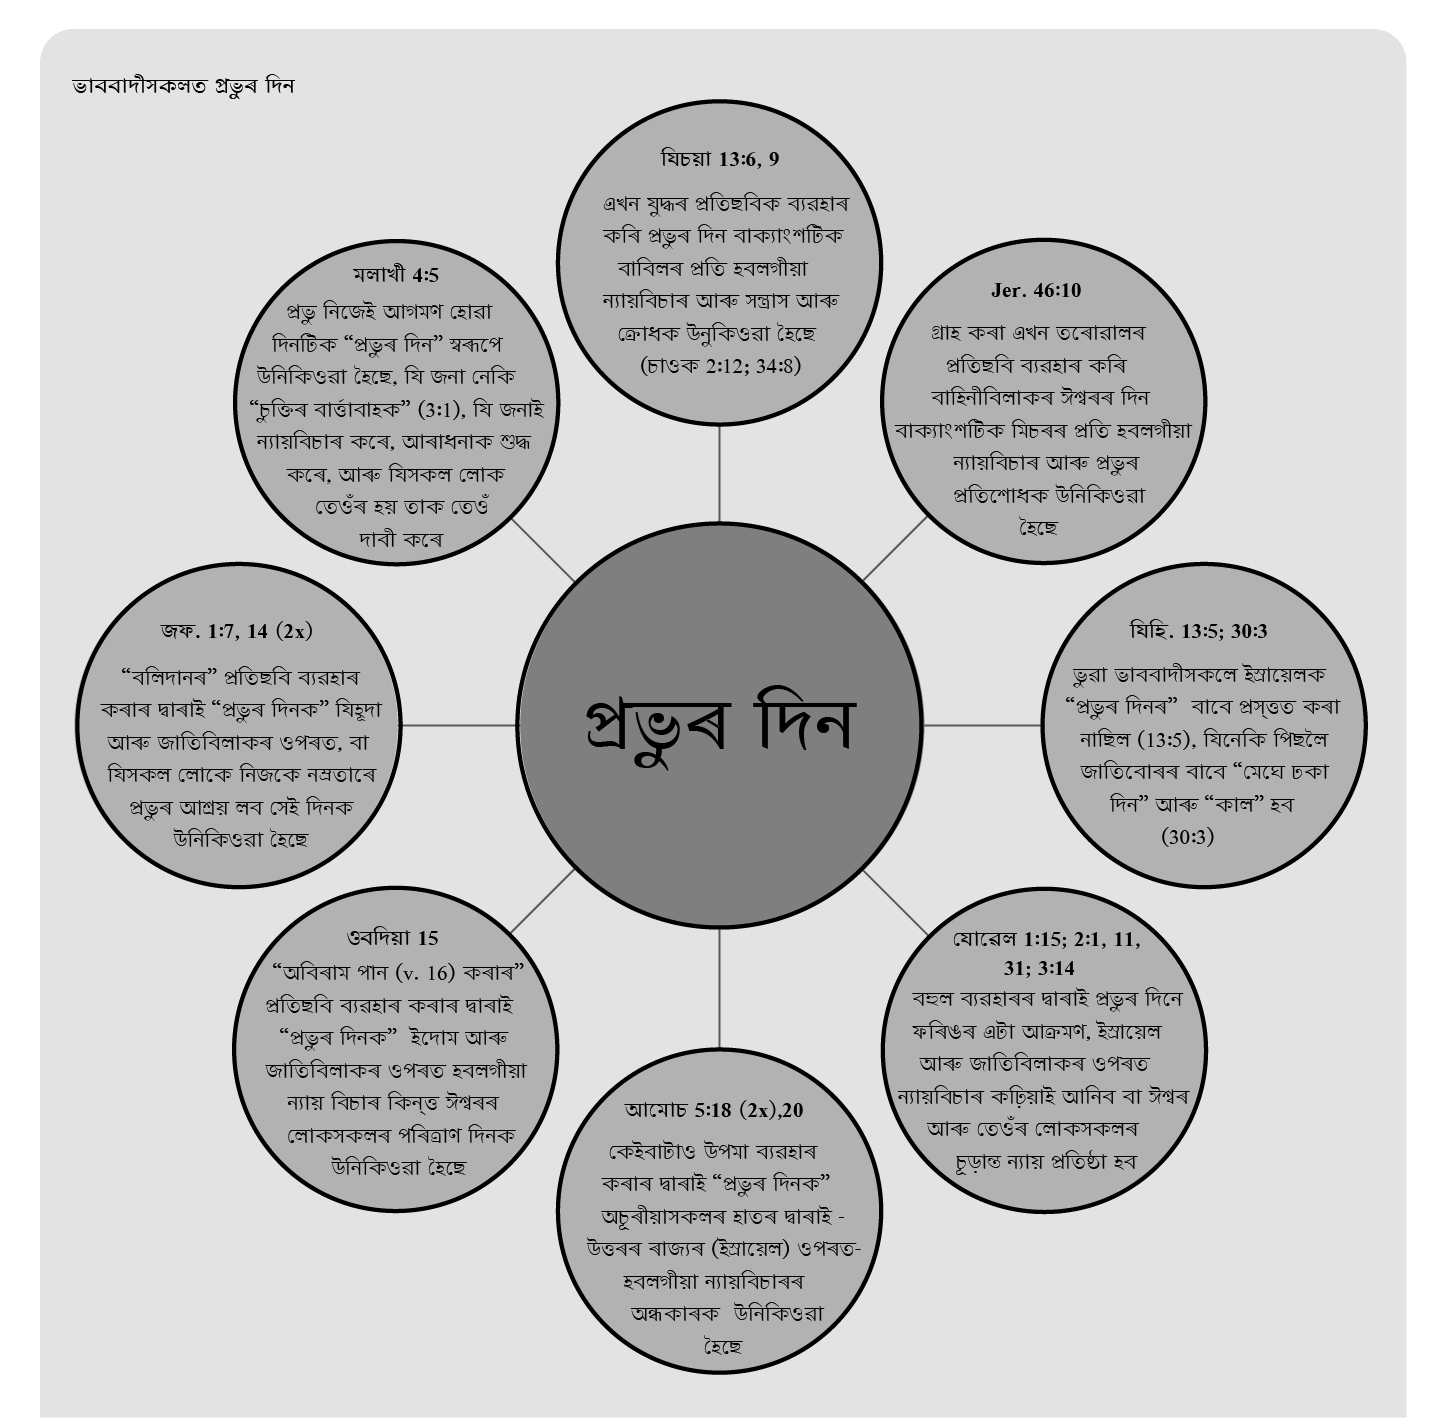 ভাববাদীসকলত প্ৰভুৰ দিন
যিচয়া 13:6, 9
এখন যুদ্ধৰ প্ৰতিছবিক ব্যৱহাৰ
কৰি প্ৰভুৰ দিন বাক্যাংশটিক
বাবিলৰ প্ৰতি হবলগীয়া
ন্যায়বিচাৰ আৰু সন্ত্ৰাস আৰু
ক্ৰোধক উনুকিওৱা হৈছে
(চাওক 2:12; 34:8)
Jer. 46:10
গ্ৰাহ কৰা এখন তৰোৱালৰ
প্ৰতিছবি ব্যৱহাৰ কৰি
বাহিনীবিলাকৰ ঈশ্বৰৰ দিন
বাক্যাংশটিক মিচৰৰ প্ৰতি হবলগীয়া
ন্যায়বিচাৰ আৰু প্ৰভুৰ
প্ৰতিশোধক উনিকিওৱা
হৈছে
যিহি. 13:5; 30:3
ভুৱা ভাববাদীসকলে ইস্ৰায়েলক
“প্ৰভুৰ দিনৰ” বাবে প্ৰস্তুত কৰা
নাছিল (13:5), যিনেকি পিছলৈ
জাতিবোৰৰ বাবে “মেঘে ঢকা
দিন” আৰু “কাল” হব
(30:3)
যোৱেল 1:15; 2:1, 11,
31; 3:14
বহুল ব্যৱহাৰৰ দ্বাৰাই প্ৰভুৰ দিনে
ফৰিঙৰ এটা আক্ৰমণ, ইস্ৰায়েল
আৰু জাতিবিলাকৰ ওপৰত
ন্যায়বিচাৰ কঢ়িয়াই আনিব বা ঈশ্বৰ
আৰু তেওঁৰ লোকসকলৰ
চূড়ান্ত ন্যায় প্ৰতিষ্ঠা হব
আমোচ 5:18 (2x),20
কেইবাটাও উপমা ব্যৱহাৰ
কৰাৰ দ্বাৰাই “প্ৰভুৰ দিনক”
অচূৰীয়াসকলৰ হাতৰ দ্বাৰাই -
উত্তৰৰ ৰাজ্যৰ (ইস্ৰায়েল) ওপৰত-
হবলগীয়া ন্যায়বিচাৰৰ
অন্ধকাৰক উনিকিওৱা
হৈছে
ওবদিয়া 15
“অবিৰাম পান (v. 16) কৰাৰ”
প্ৰতিছবি ব্যৱহাৰ কৰাৰ দ্বাৰাই
“প্ৰভুৰ দিনক” ইদোম আৰু
জাতিবিলাকৰ ওপৰত হবলগীয়া
ন্যায় বিচাৰ কিন্তু ঈশ্বৰৰ
লোকসকলৰ পৰিত্ৰাণ দিনক
উনিকিওৱা হৈছে
জফ. 1:7, 14 (2x)
“বলিদানৰ” প্ৰতিছবি ব্যৱহাৰ
কৰাৰ দ্বাৰাই “প্ৰভুৰ দিনক” যিহূদা
আৰু জাতিবিলাকৰ ওপৰত, বা
যিসকল লোকে নিজকে নম্ৰতাৰে
প্ৰভুৰ আশ্ৰয় লব সেই দিনক
উনিকিওৱা হৈছে
মলাখী 4:5
প্ৰভু নিজেই আগমণ হোৱা
দিনটিক “প্ৰভুৰ দিন” স্বৰূপে
উনিকিওৱা হৈছে, যি জনা নেকি
“চুক্তিৰ বাৰ্ত্তাবাহক” (3:1), যি জনাই
ন্যায়বিচাৰ কৰে, আৰাধনাক শুদ্ধ
কৰে, আৰু যিসকল লোক
তেওঁৰ হয় তাক তেওঁ
দাবী কৰে
প্ৰভুৰ দিন